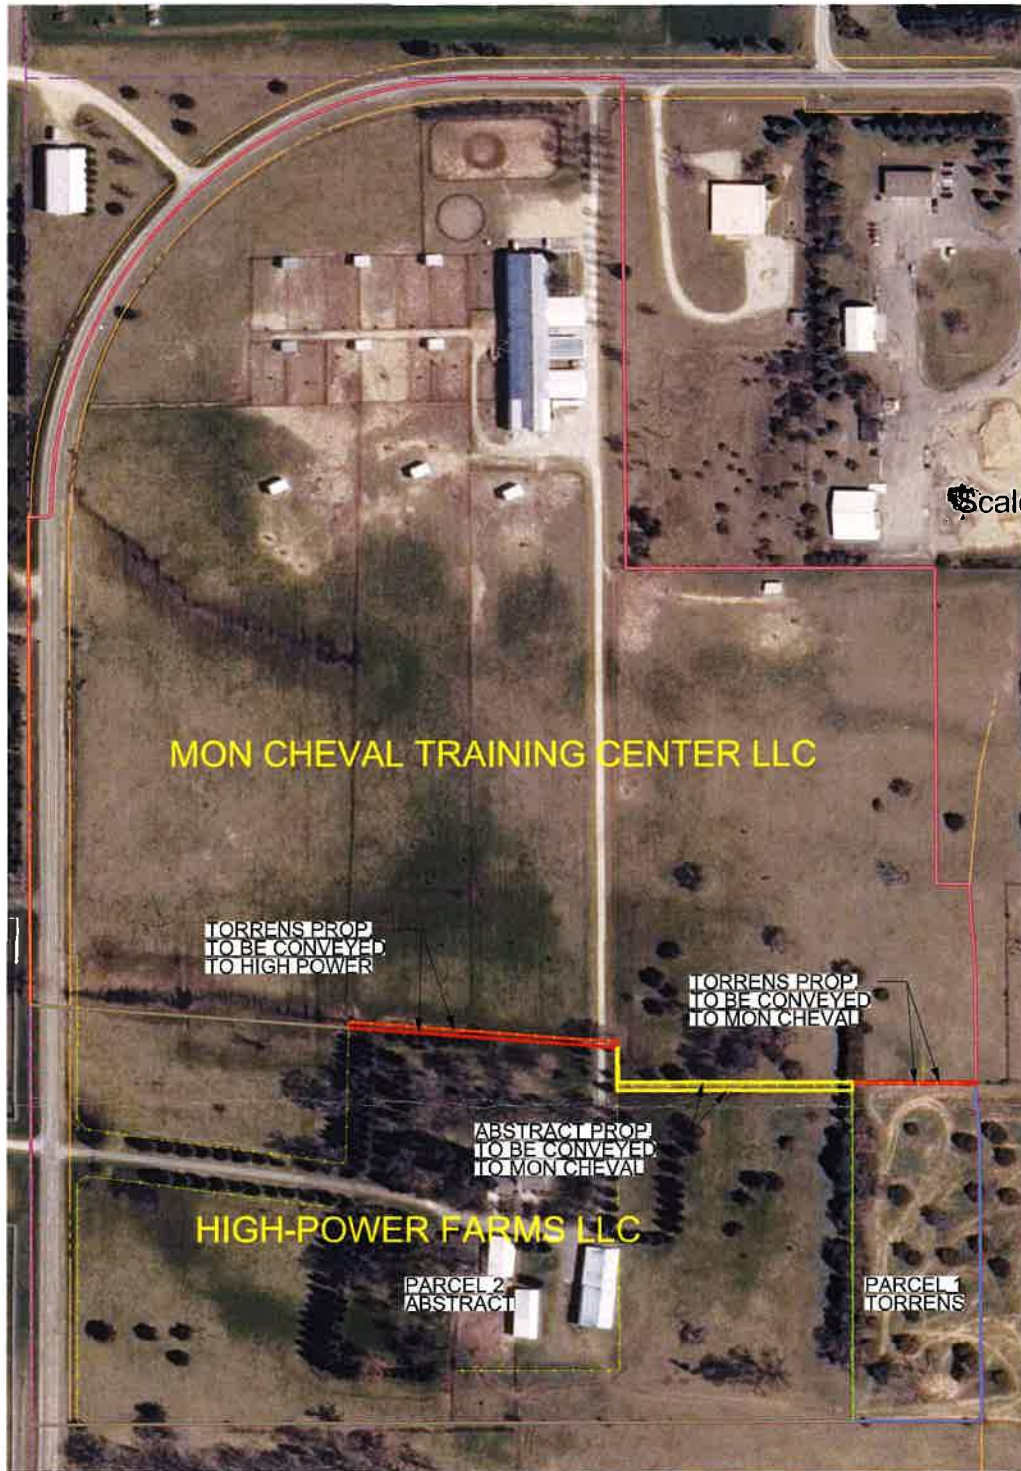 Scale
MON CHEVAL TRAINING CENTER LLC
TORRENS PROP
TO BE CONVEYED
TO HIGH POWER
TORRENS PROP
TO BE CONVEYED
TO MON CHEVAL
ABSTRACT PROP
TO BE CONVEYED
TO MON CHEVAL
HIGH-POWER FARMS LLC
PARCEL 2
ABSTRACT
PARCEL 1
TORRENS